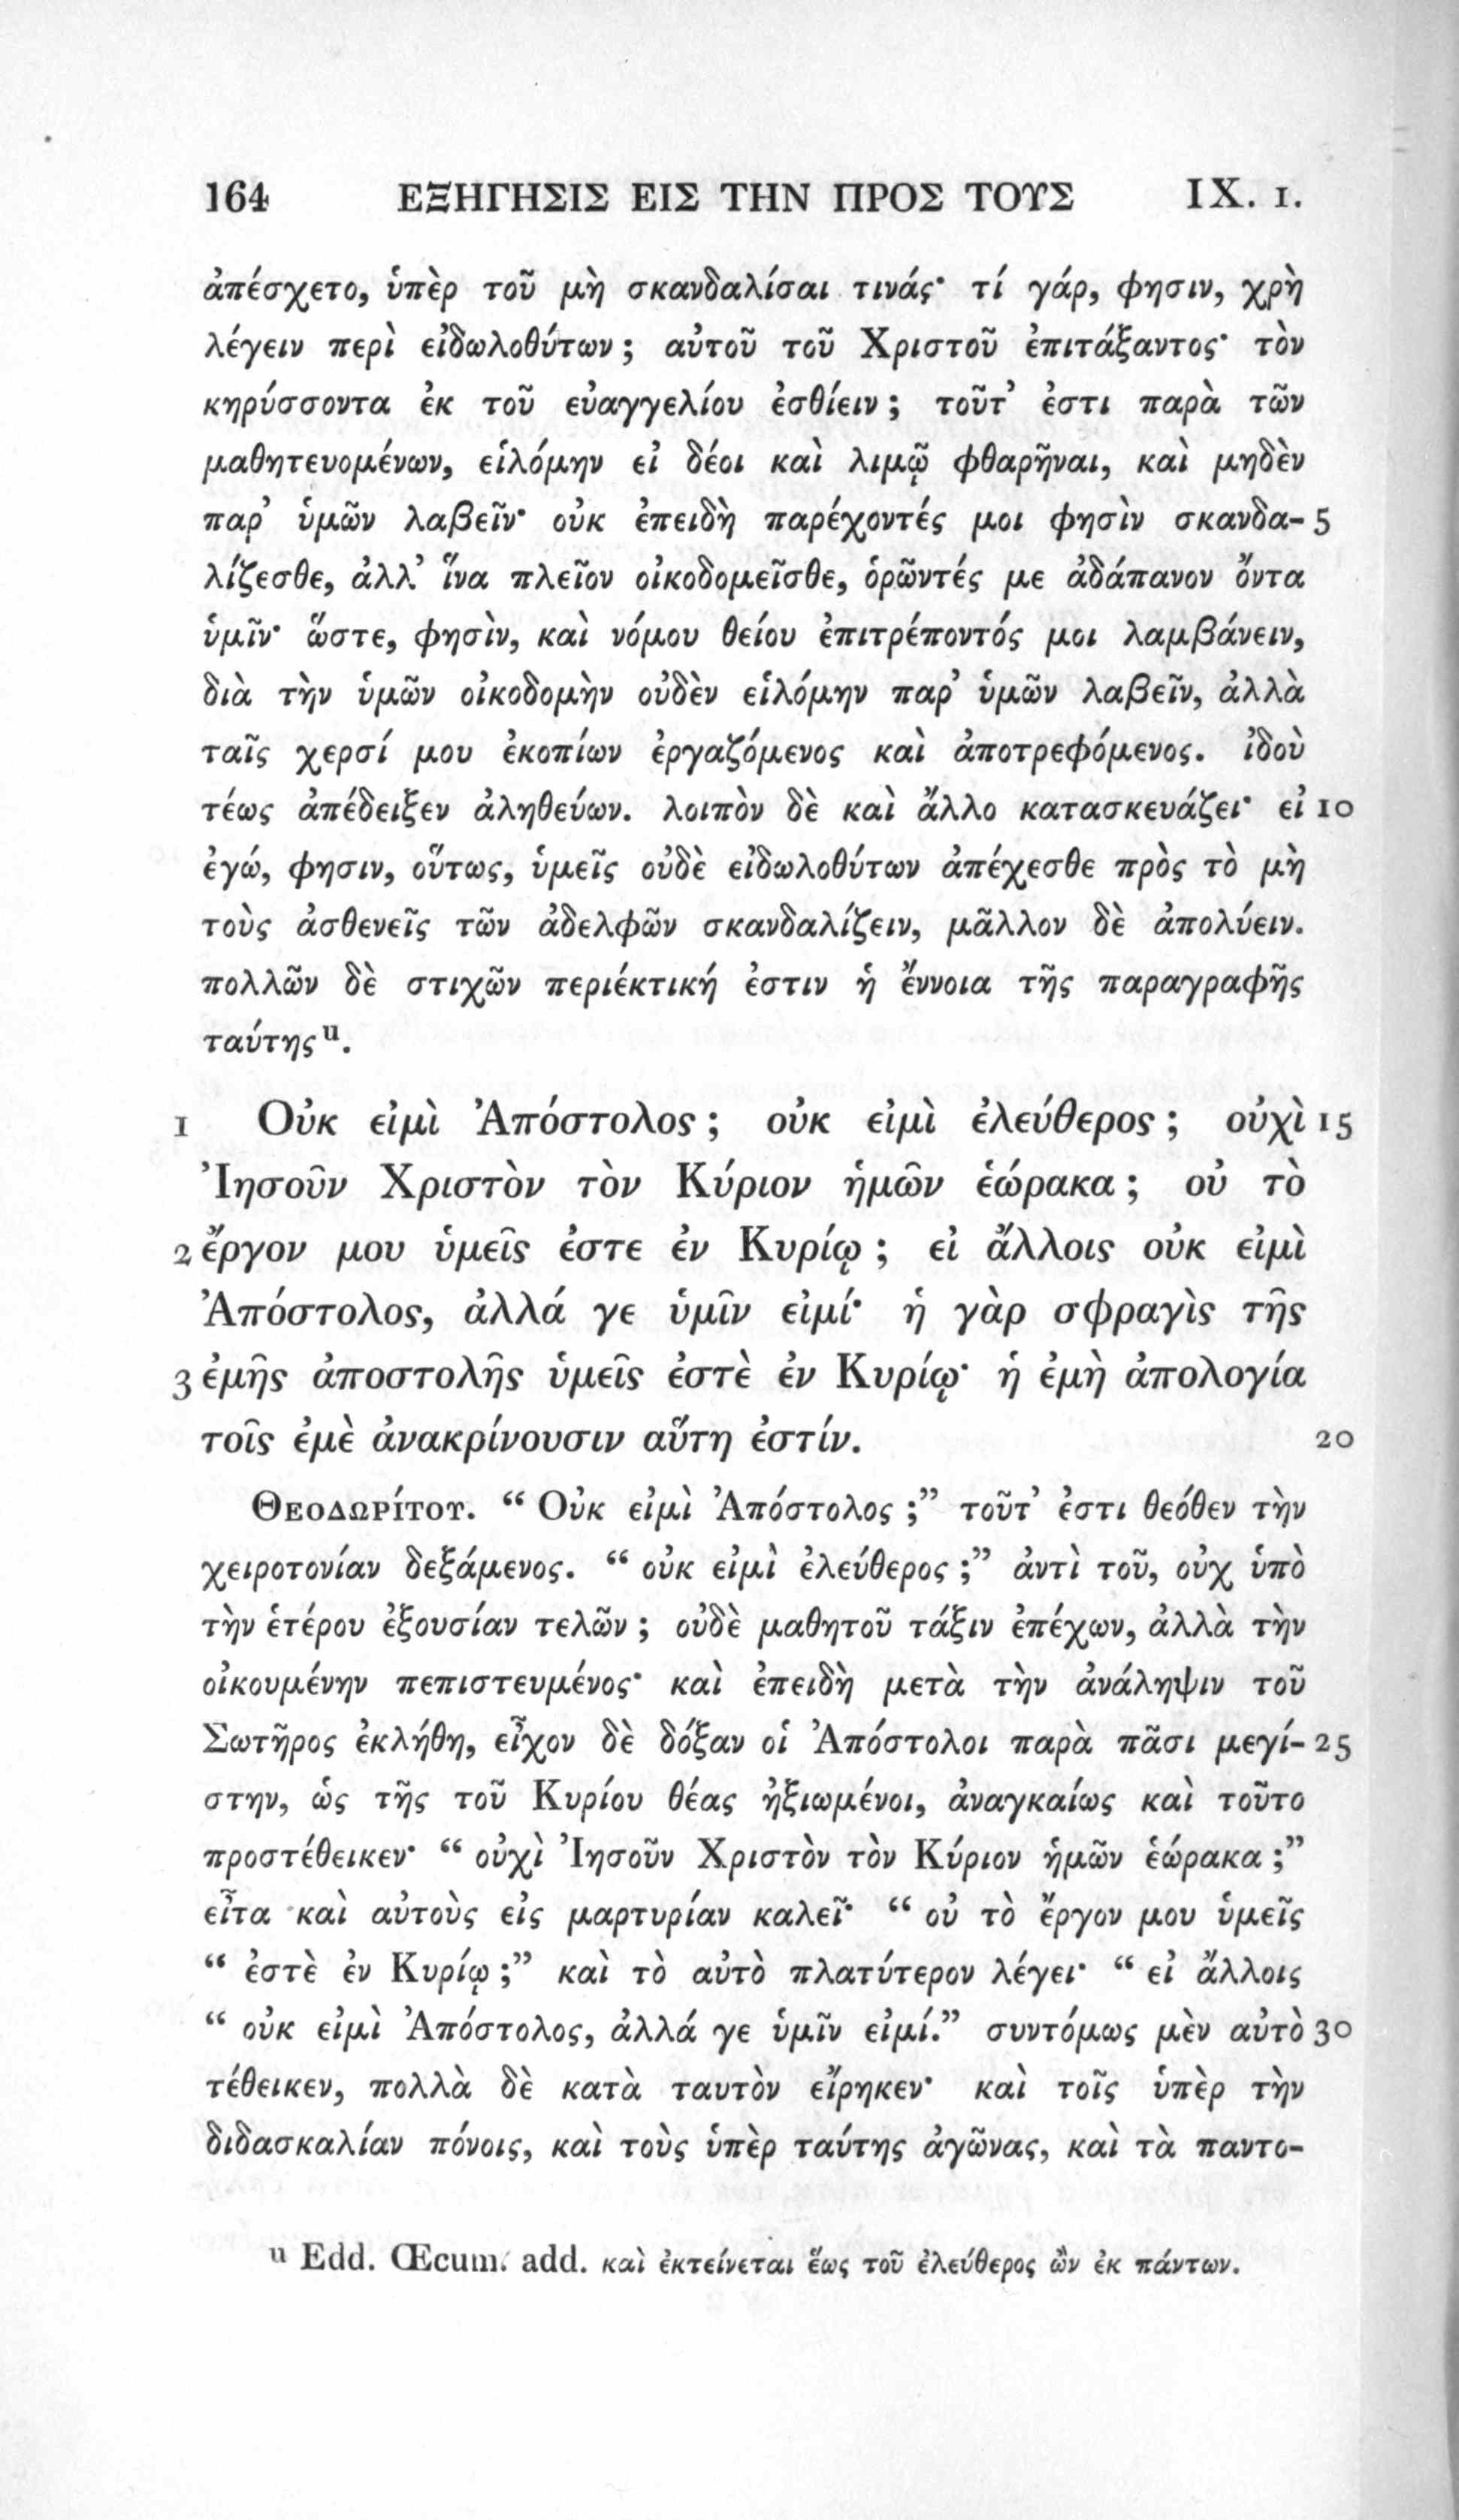 164 ΕΞΗΓΗΣΙΣ ΕΙΣ ΤΗΝ ΠΡΟΣ ΤΟΥΣ IX. 1.
ἀπέσχετο, ὑπὲρ τοῦ μὴ σκανδαλίσαι τινάς· τί γάρ, φησιν, χρὴ
λέγειν περὶ εἰδωλοθύτων; αὐτοῦ τοῦ Χριστοῦ ἐπιτάξαντος· τὸν
κηρύσσοντα ἐκ τοῦ εὐαγγελίου ἐσθίειν; τοῦτ’ ἐστι παρὰ τῶν
μαθητευομένων, εἱλόμην εἰ δέοι καὶ λιμῷ φθαρῆναι, καὶ μηδὲν
παρ’ ὑμῶν λαβεῖν· οὐκ ἐπειδὴ παρέχοντές μοι φησὶν σκανδα- 5
λίζεσθε, ἀλλ’ ἵνα πλεῖον οἰκοδομεῖσθε, ὁρῶντές με ἀδάπανον ὄντα
ὑμῖν· ὥστε, φησὶν, καὶ νόμου θείου ἐπιτρέποντός μοι λαμβάνειν,
διὰ τὴν ὑμῶν οἰκοδομὴν οὐδὲν εἱλόμην παρ’ ὑμῶν λαβεῖν, ἀλλὰ
ταῖς χερσί μου ἐκοπίων ἐργαζόμενος καὶ ἀποτρεφόμενος. ἰδοὺ
τέως ἀπέδειξεν ἀληθεύων. λοιπὸν δὲ καὶ ἄλλο κατασκευάζει· εἰ 10
ἐγώ, φησιν, οὕτως, ὑμεῖς οὐδὲ εἰδωλοθύτων ἀπέχεσθε πρὸς τὸ μὴ
τοὺς ἀσθενεῖς τῶν ἀδελφῶν σκανδαλίζειν, μᾶλλον δὲ ἀπολύειν.
πολλῶν δὲ στιχῶν περιέκτική ἐστιν ἡ ἔννοια τῆς παραγραφῆς
ταύτης u.
1 Οὐκ εἰμὶ Ἀπόστολος; οὐκ εἰμὶ ἐλεύθερος; οὐχὶ 15
Ἰησοῦν Χριστὸν τὸν Κύριον ἡμῶν ἑώρακα; οὐ τὸ
2 ἔργον μου ὑμεῖς ἐστε ἐν Κυρίῳ; εἰ ἄλλοις οὐκ εἰμὶ
Ἀπόστολος, ἀλλά γε ὑμῖν εἰμί· ἡ γὰρ σφραγὶς τῆς
3 ἐμῆς ἀποστολῆς ὑμεῖς ἐστὲ ἐν Κυρίῳ· ἡ ἐμὴ ἀπολογία
τοῖς ἐμὲ ἀνακρίνουσιν αὕτη ἐστίν. 20
ΘΕΟΔΩΡΊΤΟΥ. “ Οὐκ εἰμὶ Ἀπόστολος;” τοῦτ’ ἐστι θεόθεν τὴν
χειροτονίαν δεξάμενος. “ οὐκ εἰμὶ ἐλεύθερος;” ἀντὶ τοῦ, οὐχ ὑπὸ
τὴν ἑτέρου ἐξουσίαν τελῶν; οὐδὲ μαθητοῦ τάξιν ἐπέχων, ἀλλὰ τὴν
οἰκουμένην πεπιστευμένος· καὶ ἐπειδὴ μετὰ τὴν ἀνάληψιν τοῦ
Σωτῆρος ἐκλήθη, εἶχον δὲ δόξαν οἱ Ἀπόστολοι παρὰ πᾶσι μεγί- 25
στην, ὡς τῆς τοῦ Κυρίου θέας ἠξιωμένοι, ἀναγκαίως καὶ τοῦτο
προστέθεικεν· “ οὐχὶ Ἰησοῦν Χριστὸν τὸν Κύριον ἡμῶν ἑώρακα;”
εἶτα καὶ αὐτοὺς εἰς μαρτυρίαν καλεῖ· “ οὐ τὸ ἔργον μου ὑμεῖς
“ ἐστὲ ἐν Κυρίῳ;” καὶ τὸ αὐτὸ πλατύτερον λέγει· “ εἰ ἄλλοις
“ οὐκ εἰμὶ Ἀπόστολος, ἀλλά γε ὑμῖν εἰμί.” συντόμως μὲν αὐτὸ 30
τέθεικεν, πολλὰ δὲ κατὰ ταυτὸν εἴρηκεν· καὶ τοῖς ὑπὲρ τὴν
διδασκαλίαν πόνοις, καὶ τοὺς ὑπὲρ ταύτης ἀγῶνας, καὶ τὰ παντο-
u Edd. Œcum. add. καὶ ἐκτείνεται ἕως τοῦ ἐλεύθερος ὢν ἐκ πάντων.